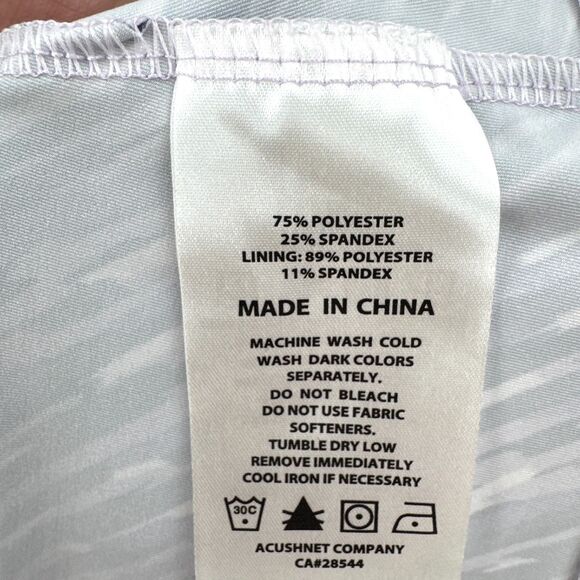 75% POLYESTER
25% SPANDEX
LINING: 89% POLYESTER
11% SPANDEX
MADE IN CHINA
MACHINE WASH COLD
WASH DARK COLORS
SEPARATELY.
DO NOT BLEACH
DO NOT USE FABRIC
SOFTENERS.
TUMBLE DRY LOW
REMOVE IMMEDIATELY
COOL IRON IF NECESSARY
30C
ACUSHNET COMPANY
CA#28544